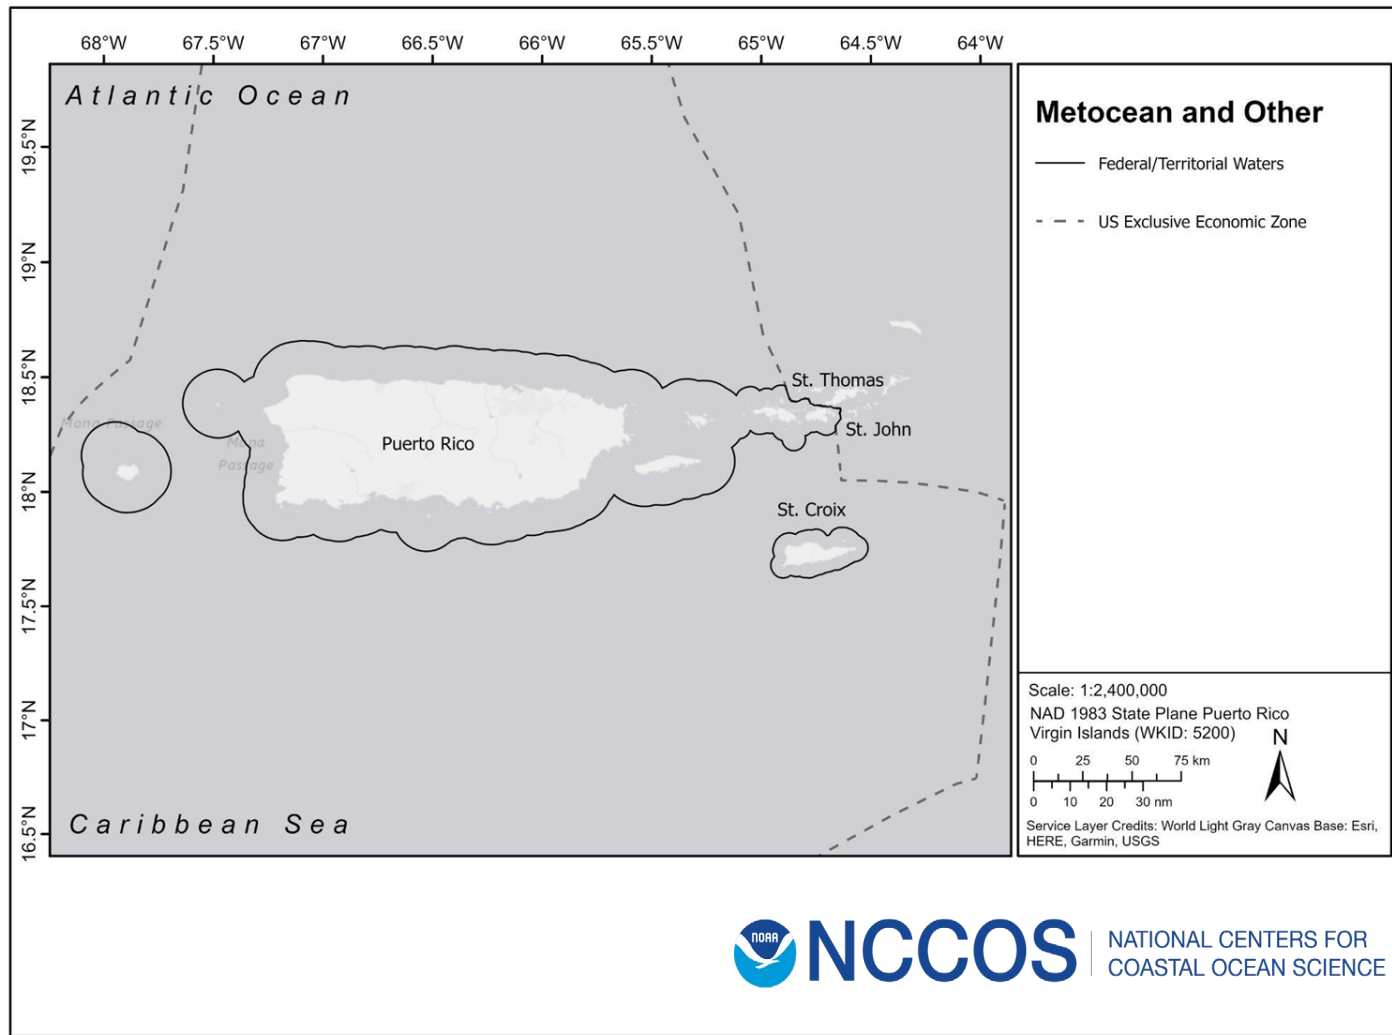 68°W 67.5°W 67°W 66.5°W 66°W 65.5°W 65°W 64.5°W 64°W
19.5°N
19°N
18.5°N
18°N
17.5°N
17°N
16.5°N
Atlantic Ocean
Mona Passage
Mona
Passage
Puerto Rico
St. Thomas
St. John
St. Croix
Caribbean Sea
Metocean and Other
Federal/Territorial Waters
US Exclusive Economic Zone
Scale: 1:2,400,000
NAD 1983 State Plane Puerto Rico
Virgin Islands (WKID: 5200)
N
0 25 50 75 km
0 10 20 30 nm
Service Layer Credits: World Light Gray Canvas Base: Esri,
HERE, Garmin, USGS
NOAA
NCCOS
NATIONAL CENTERS FOR
COASTAL OCEAN SCIENCE